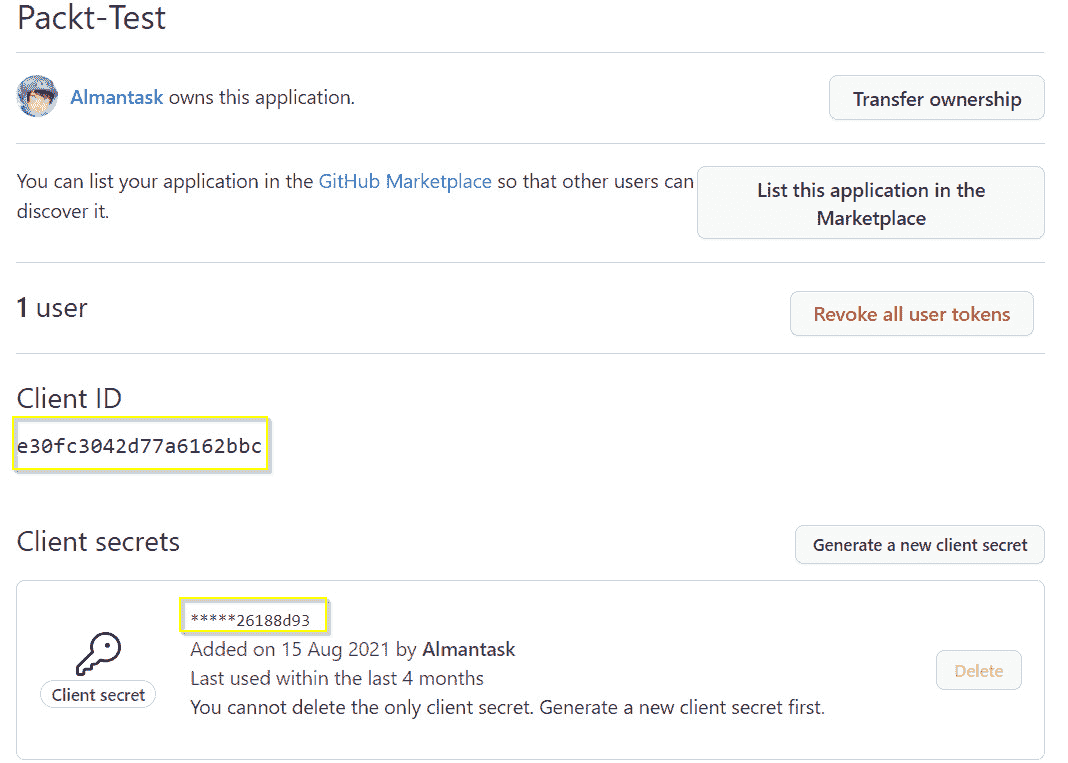 Packt-Test
Almantask owns this application.
Transfer ownership
You can list your application in the GitHub Marketplace so that other users can
discover it.
List this application in the
Marketplace
1 user
Revoke all user tokens
Client ID
e30fc3042d77a6162bbc
Client secrets
Generate a new client secret
*****26188d93
Added on 15 Aug 2021 by Almantask
Last used within the last 4 months
You cannot delete the only client secret. Generate a new client secret first.
Client secret
Delete